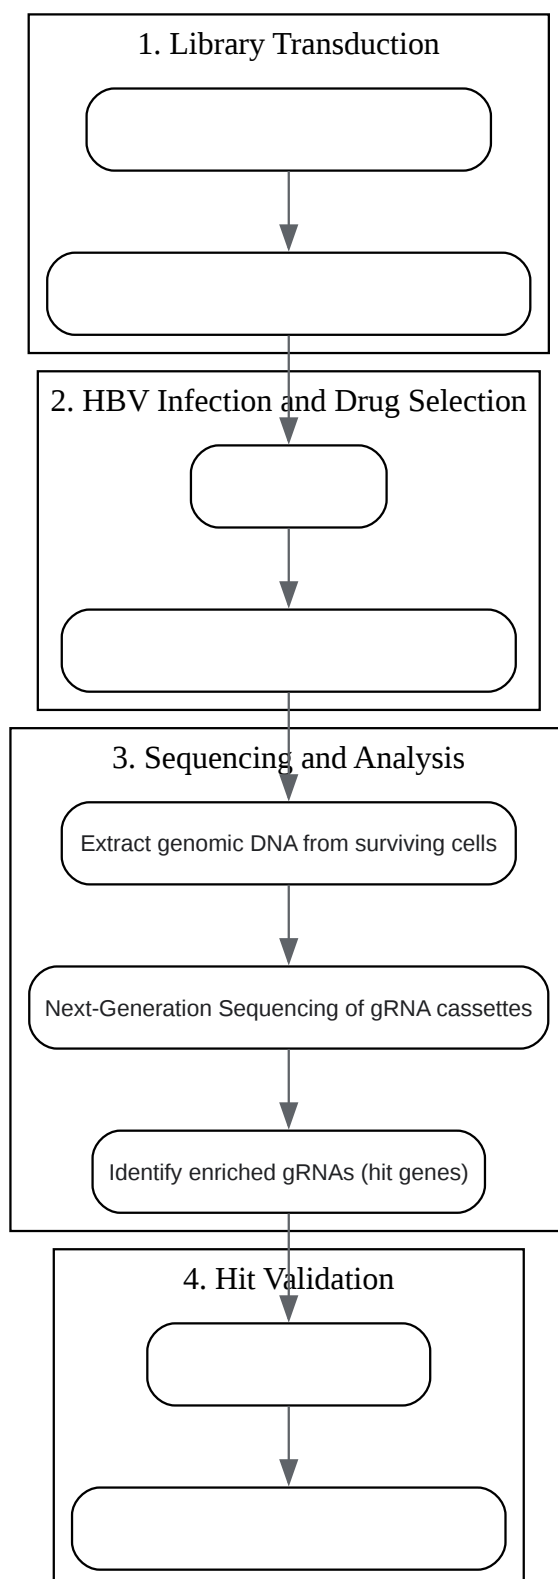 1. Library Transduction
2. HBV Infection and Drug Selection
3. Sequencing and Analysis
Extract genomic DNA from surviving cells
Next-Generation Sequencing of gRNA cassettes
Identify enriched gRNAs (hit genes)
4. Hit Validation